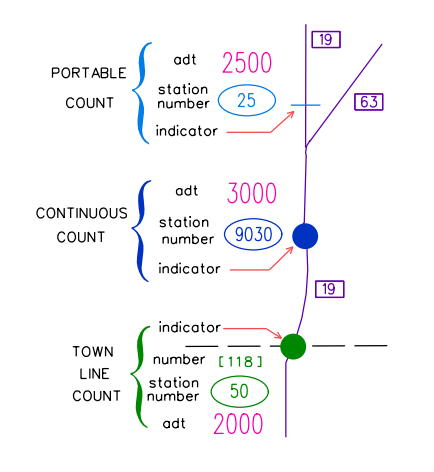 19
adt 2500
PORTABLE
station
number 25
63
COUNT
indicator
adt 3000
CONTINUOUS
station
number 9030
COUNT
indicator
19
indicator
TOWN
number [118]
LINE
station
number 50
COUNT
adt 2000